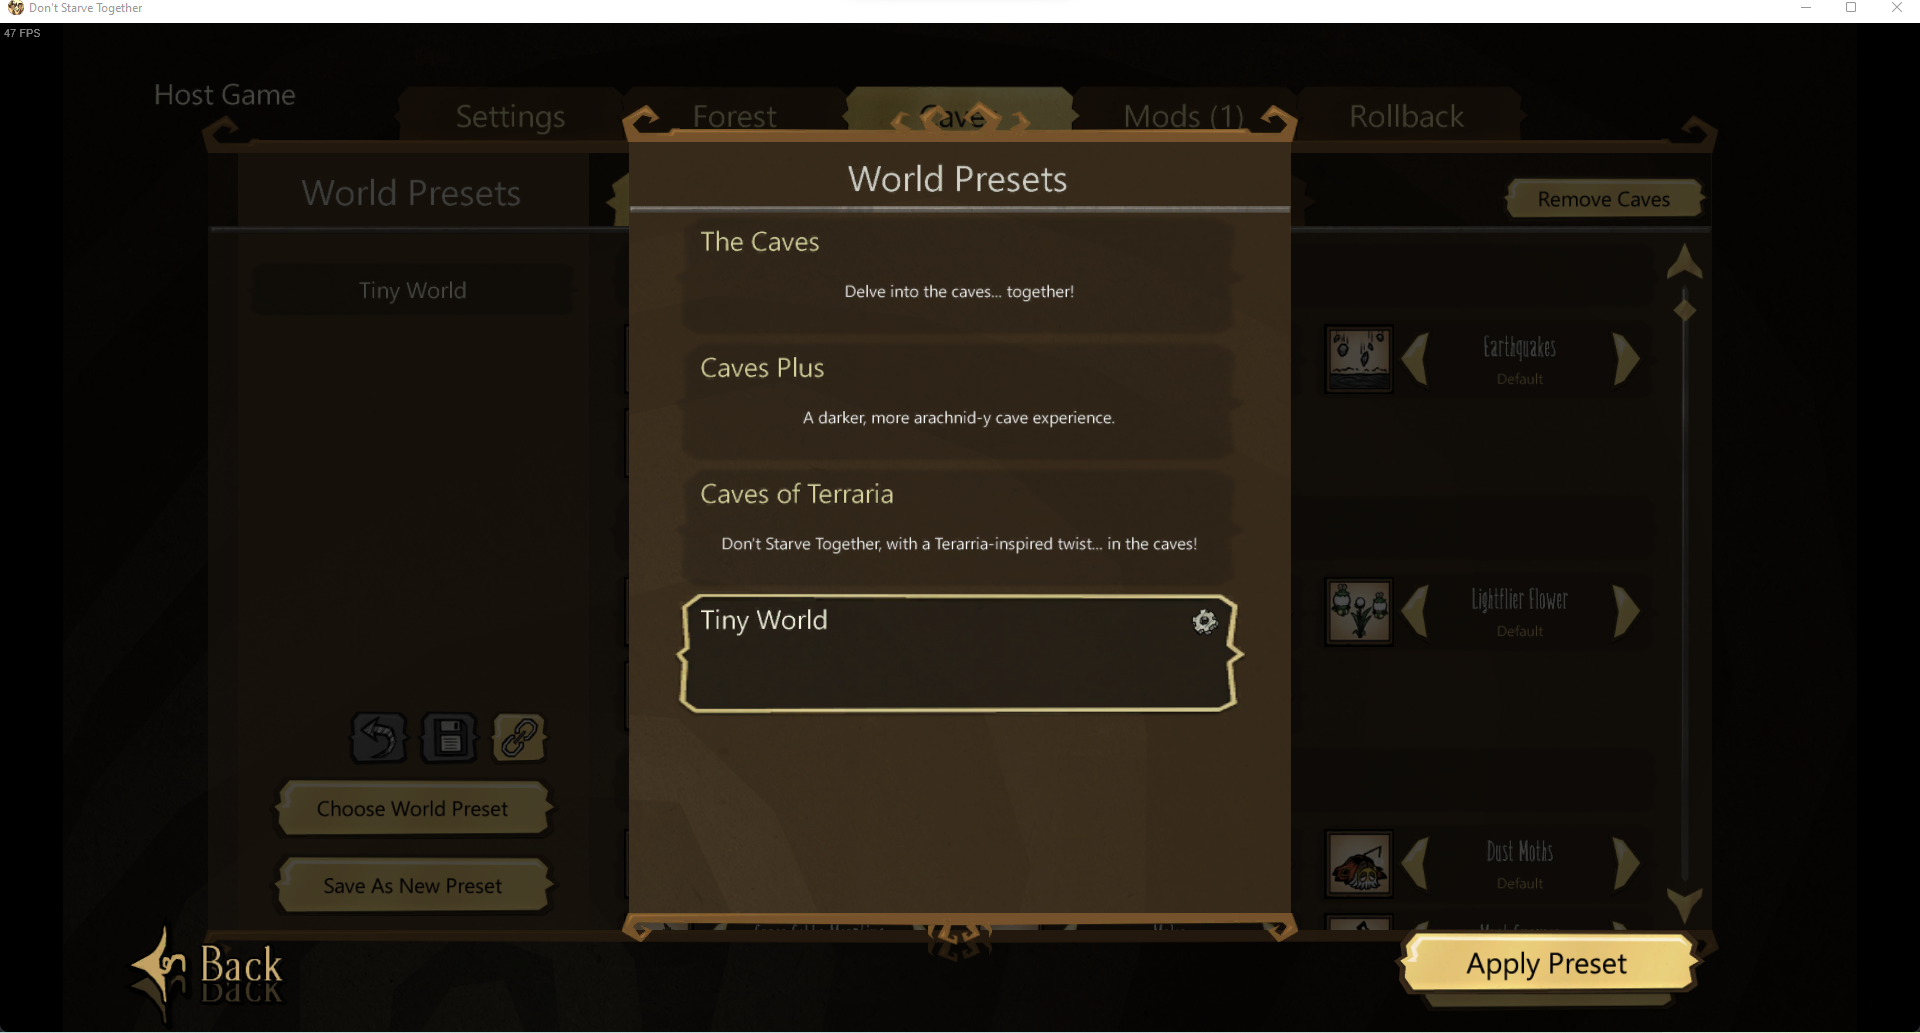 Don't Starve Together
47 FPS
Host Game
Settings
Forest
Caves
Mods (1)
Rollback
World Presets
World Presets
Remove Caves
Tiny World
The Caves
Delve into the caves... together!
Caves Plus
A darker, more arachnid-y cave experience.
Caves of Terraria
Don't Starve Together, with a Terarria-inspired twist... in the caves!
Tiny World
Earthquakes
Default
Lightflier Flower
Default
Dust Moths
Default
Choose World Preset
Save As New Preset
Back
Apply Preset